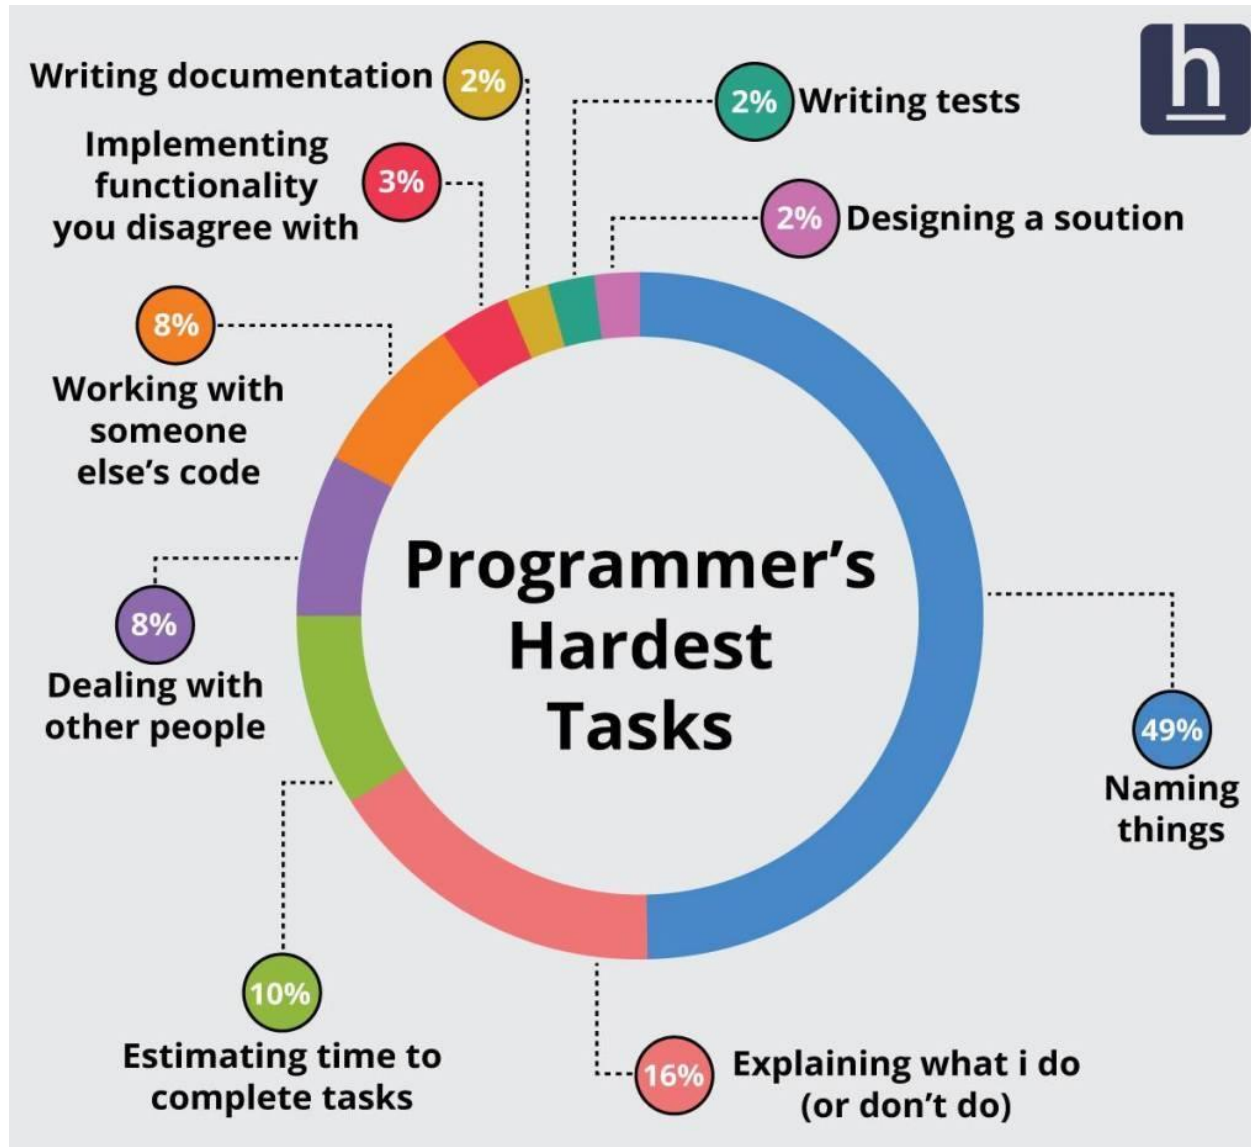 h
Writing documentation
2%
2%
Writing tests
Implementing
functionality
you disagree with
3%
2%
Designing a soution
8%
Working with
someone
else's code
Programmer's
Hardest
Tasks
8%
Dealing with
other people
49%
Naming
things
10%
Estimating time to
complete tasks
16%
Explaining what i do
(or don't do)